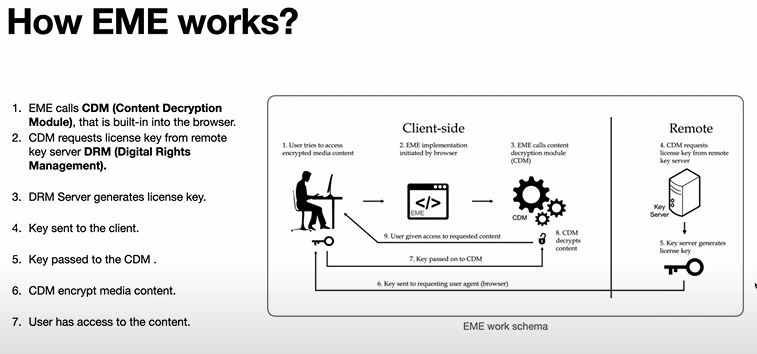 How EME works?
1. EME calls CDM (Content Decryption
Module), that is built-in into the browser.
2. CDM requests license key from remote
key server DRM (Digital Rights
Management).
3. DRM Server generates license key.
4. Key sent to the client.
5. Key passed to the CDM .
6. CDM encrypt media content.
7. User has access to the content.
Client-side
Remote
1. User tries to access
encrypted media content
2. EME implementation
initiated by browser
3. EME calls content
decryption module
(CDM)
4. CDM requests
license key from remote
key server
</>
EME
CDM
Key
Server
9. User given access to requested content
8. CDM
decrypts
content
5. Key server generates
license key
7. Key passed on to CDM
6. Key sent to requesting user agent (browser)
EME work schema